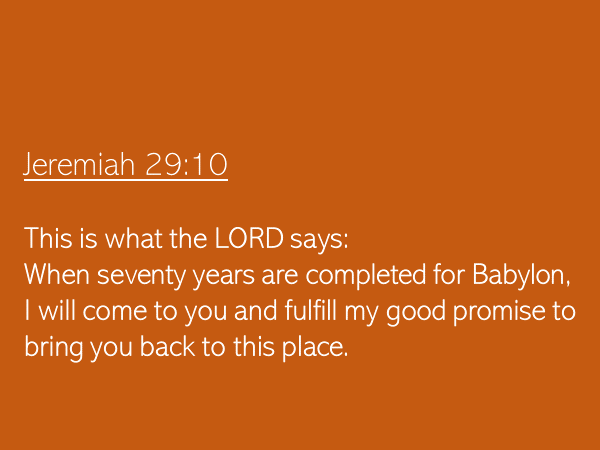 Jeremiah 29:10
This is what the LORD says:
When seventy years are completed for Babylon,
I will come to you and fulfill my good promise to
bring you back to this place.